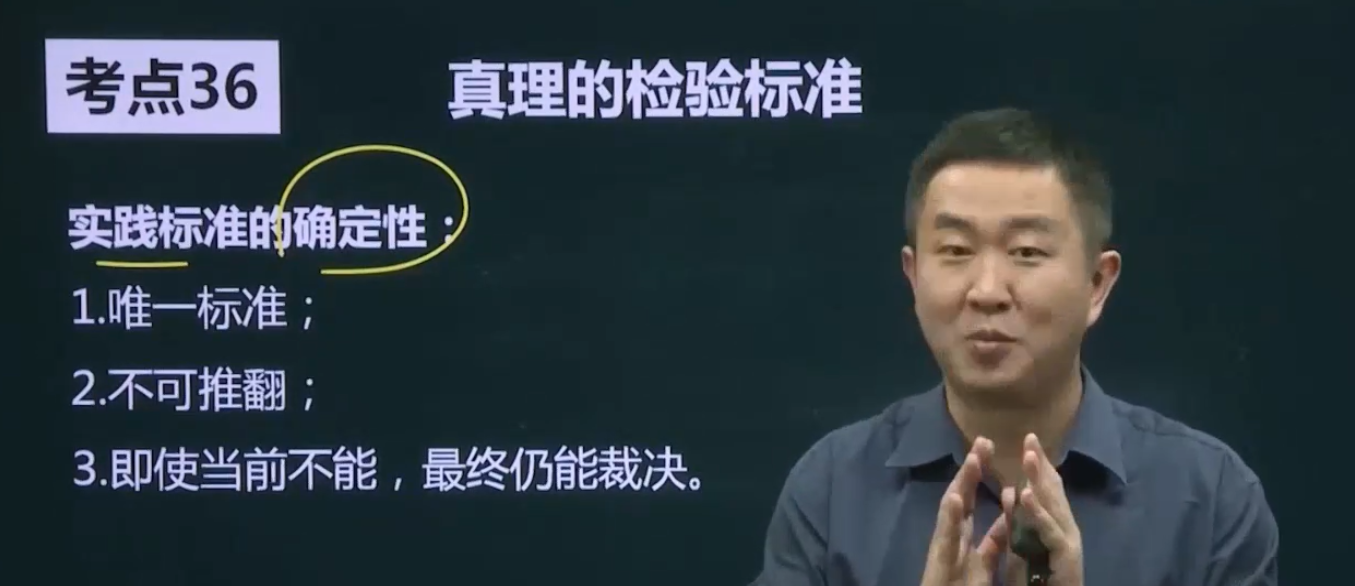 考点36
真理的检验标准
实践标准的确定性：
1.唯一标准；
2.不可推翻；
3.即使当前不能，最终仍能裁决。